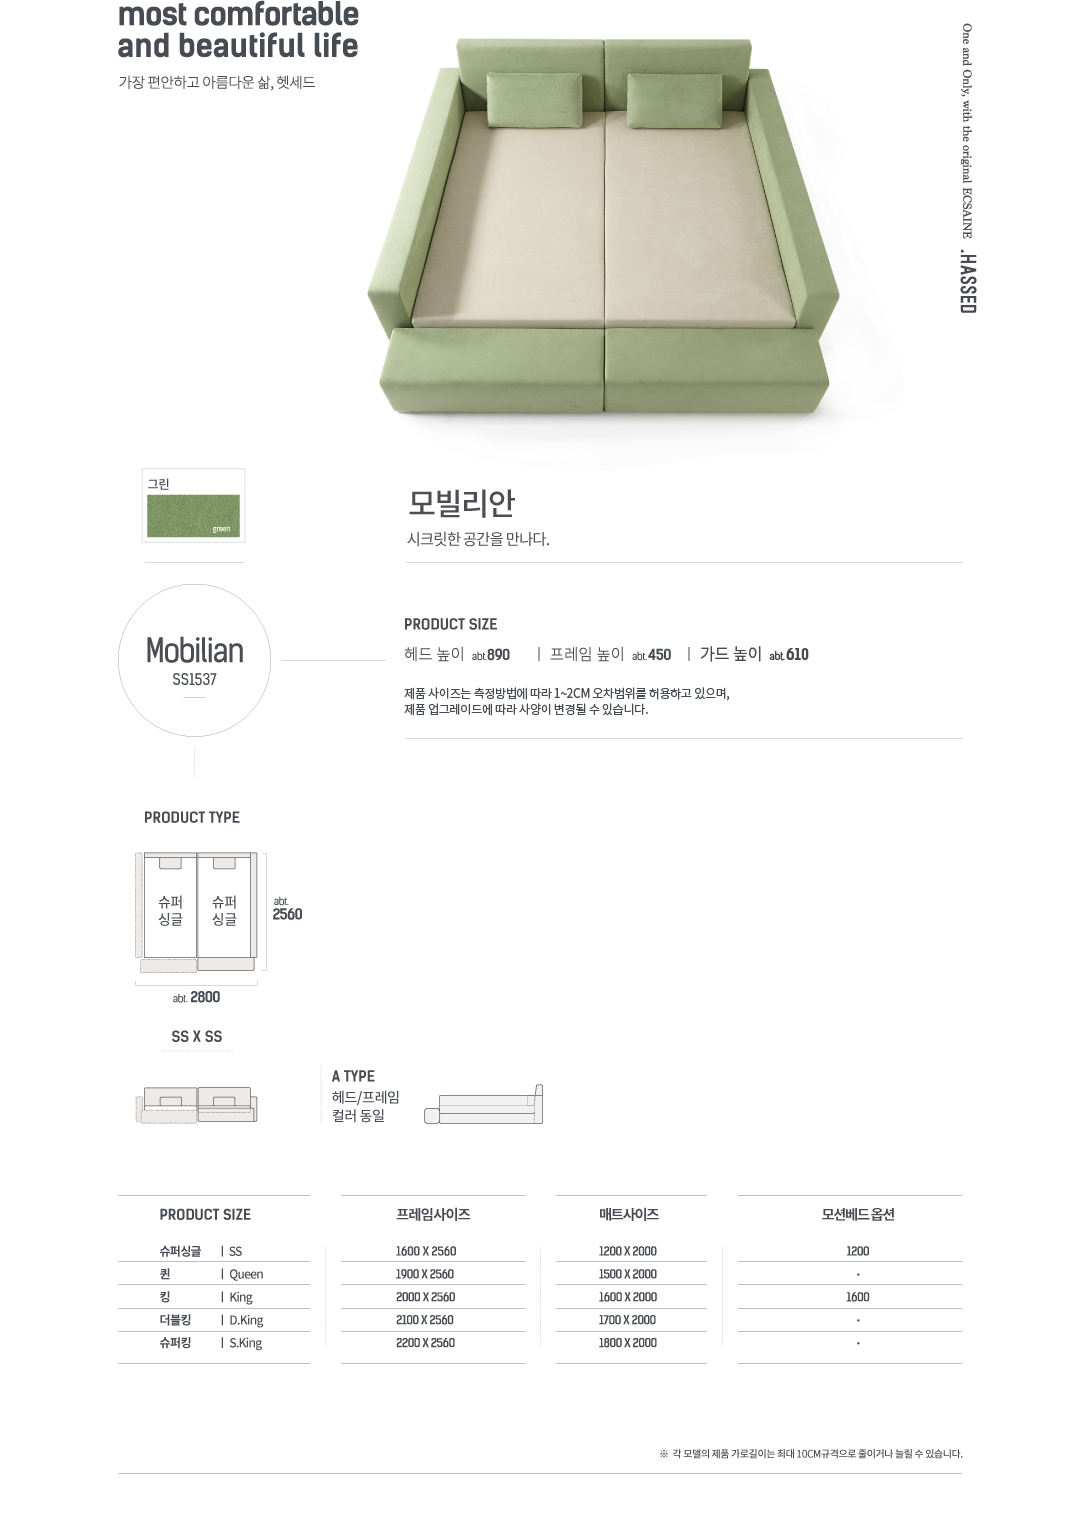 most comfortable
and beautiful life
가장 편안하고 아름다운 삶, 헷세드
One and Only, with the original ECSAINE .HASSED
그린
green
모빌리안
시크릿한 공간을 만나다.
Mobilian
SS1537
PRODUCT SIZE
헤드 높이 abt.890 | 프레임 높이 abt.450 | 가드 높이 abt.610
제품 사이즈는 측정방법에 따라 1~2CM 오차범위를 허용하고 있으며,
제품 업그레이드에 따라 사양이 변경될 수 있습니다.
PRODUCT TYPE
슈퍼 슈퍼
싱글 싱글
abt.
2560
abt. 2800
SS X SS
A TYPE
헤드/프레임
컬러 동일
PRODUCT SIZE 프레임사이즈 매트사이즈 모션베드 옵션
슈퍼싱글 | SS 1600 X 2560 1200 X 2000 1200
퀸 | Queen 1900 X 2560 1500 X 2000 •
킹 | King 2000 X 2560 1600 X 2000 1600
더블킹 | D.King 2100 X 2560 1700 X 2000 •
슈퍼킹 | S.King 2200 X 2560 1800 X 2000 •
※ 각 모델의 제품 가로길이는 최대 10CM규격으로 줄이거나 늘릴 수 있습니다.